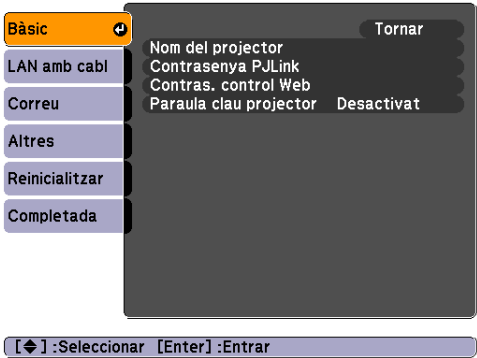 Bàsic
LAN amb cabl
Correu
Altres
Reinicialitzar
Completada
Tornar
Nom del projector
Contrasenya PJLink
Contras. control Web
Paraula clau projector Desactivat
[◆] :Seleccionar [Enter] :Entrar